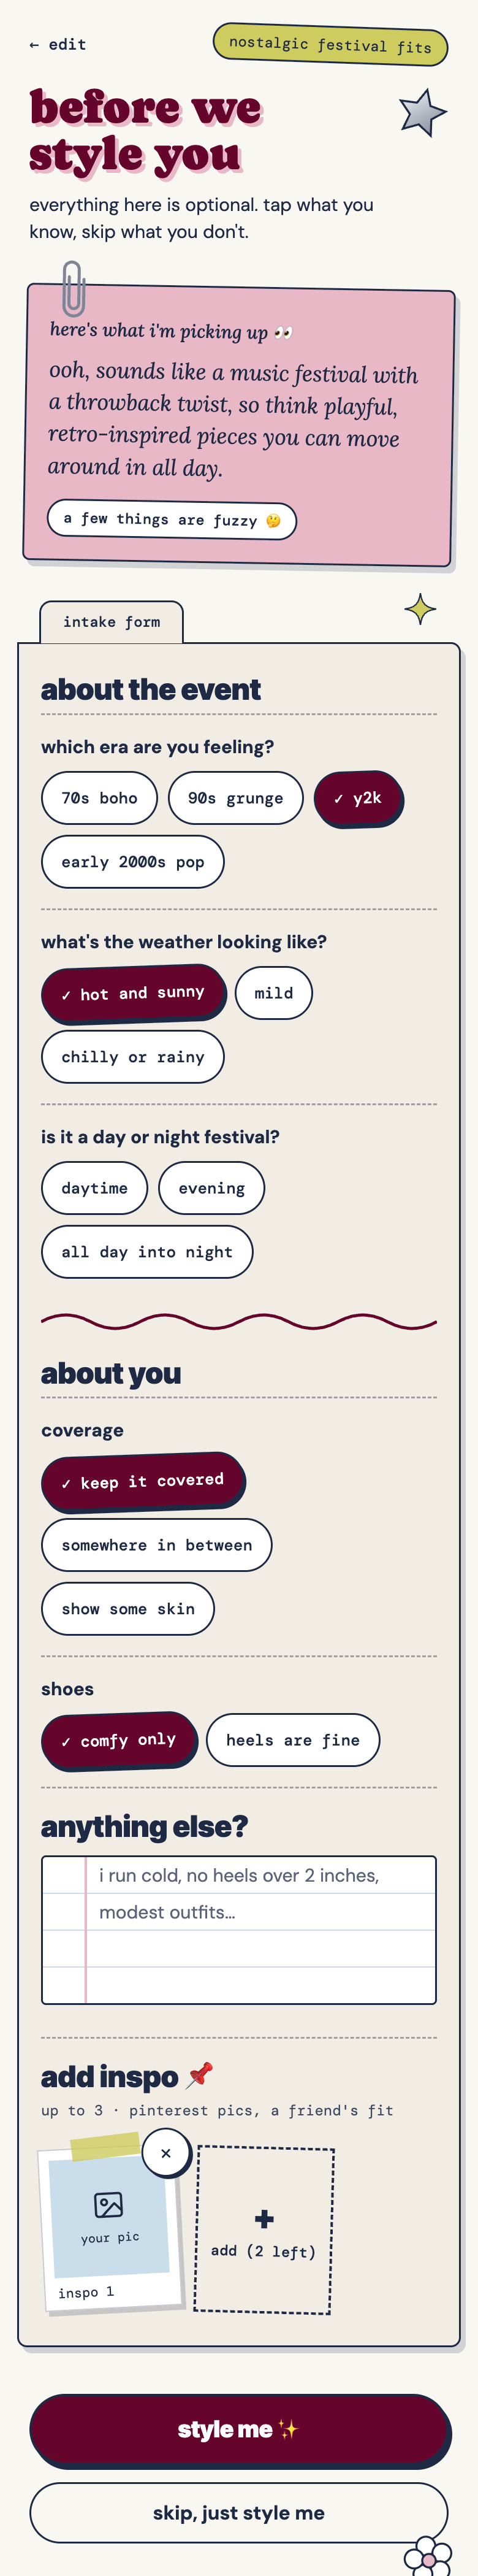 ← edit
nostalgic festival fits
before we
style you
everything here is optional. tap what you
know, skip what you don't.
here's what i'm picking up 👀
ooh, sounds like a music festival with
a throwback twist, so think playful,
retro-inspired pieces you can move
around in all day.
a few things are fuzzy 🤔
intake form
about the event
which era are you feeling?
70s boho
90s grunge
✓ y2k
early 2000s pop
what's the weather looking like?
✓ hot and sunny
mild
chilly or rainy
is it a day or night festival?
daytime
evening
all day into night
about you
coverage
✓ keep it covered
somewhere in between
show some skin
shoes
✓ comfy only
heels are fine
anything else?
i run cold, no heels over 2 inches,
modest outfits...
add inspo 📌
up to 3 · pinterest pics, a friend's fit
×
your pic
inspo 1
+
add (2 left)
style me ✨
skip, just style me